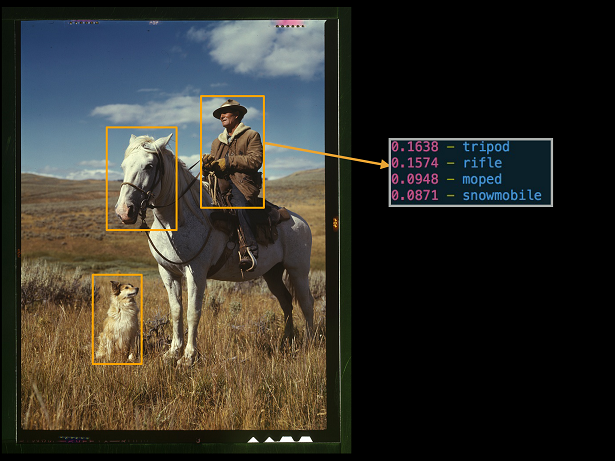 0.1638 – tripod
0.1574 – rifle
0.0948 – moped
0.0871 – snowmobile